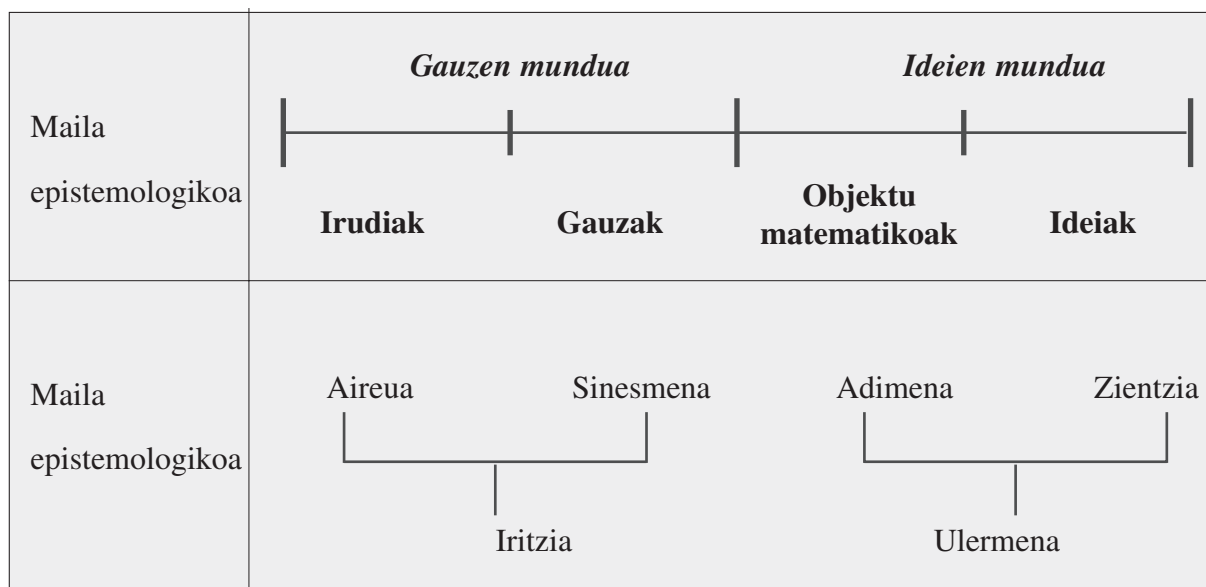 Gauzen mundua
Ideien mundua
Maila
epistemologikoa
Irudiak
Gauzak
Objektu
matematikoak
Ideiak
Maila
epistemologikoa
Aireua
Sinesmena
Adimena
Zientzia
Iritzia
Ulermena